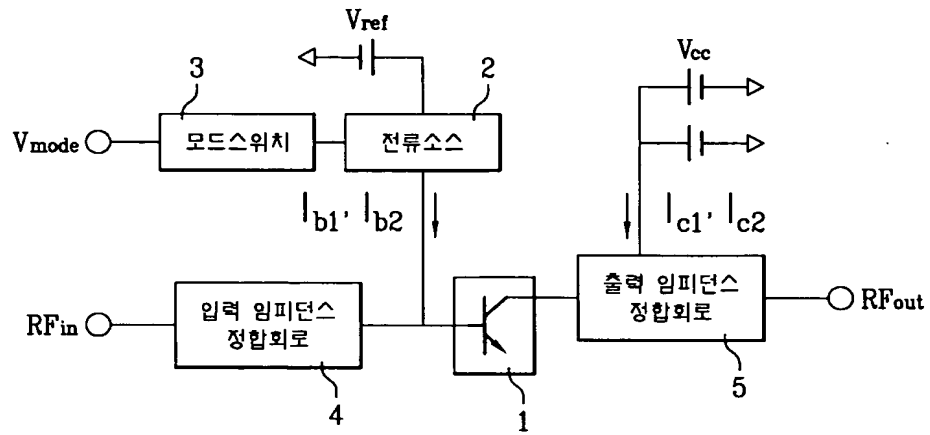 Vref
Vcc
3
2
Vmode
모드스위치
전류소스
Ib1, Ib2
Ic1, Ic2
RFin
입력 임피던스
정합회로
출력 임피던스
정합회로
RFout
4
1
5